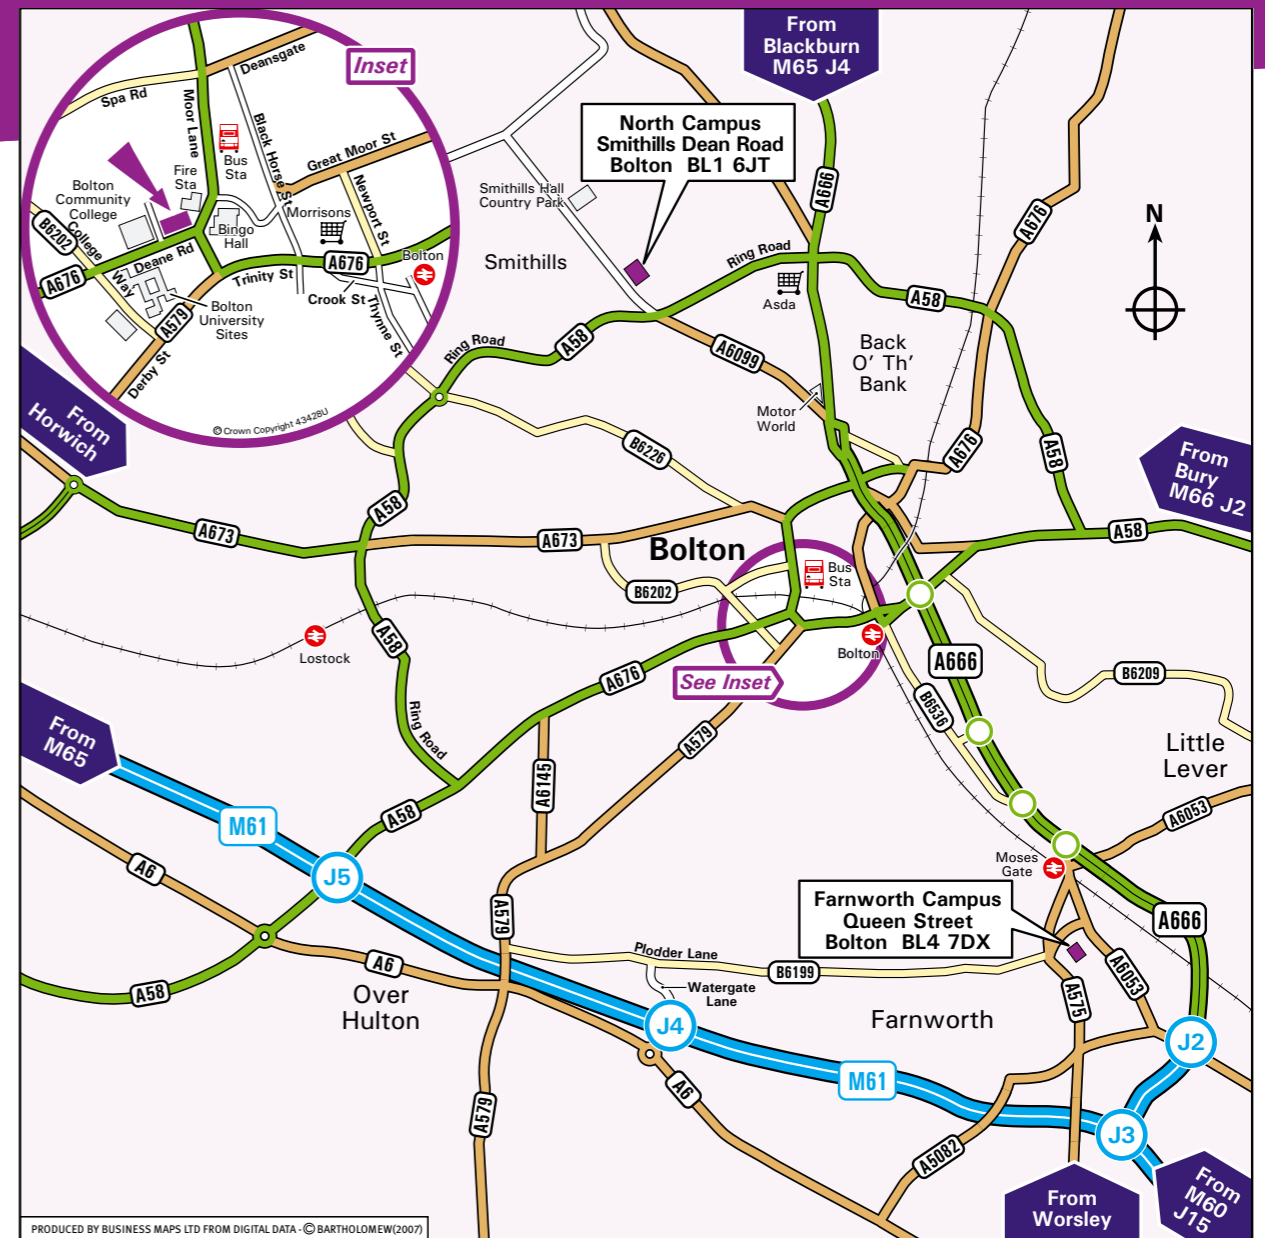 From
Blackburn
M65 J4
Inset
Deansgate
Spa Rd
Moor Lane
Black Horse St
Bus
Sta
Great Moor St
Fire
Sta
Bolton
Community
College
Newport St
Morrisons
Bingo
Hall
B6202
College Way
Deane Rd
A676
Trinity St
A676
Bolton
Crook St
Thynne St
Bolton
University
Sites
A579
Derby St
© Crown Copyright 43428U
North Campus
Smithills Dean Road
Bolton BL1 6JT
Smithills Hall
Country Park
Smithills
A666
A676
N
Ring Road
Asda
A58
Ring Road
A58
A6099
Back
O' Th'
Bank
Motor
World
From
Horwich
B6226
A676
A58
From
Bury
M66 J2
A58
A673
A673
A58
Bolton
Bus
Sta
B6202
A58
Lostock
Bolton
A666
B6209
A676
See Inset
B6536
Ring Road
A579
Little
Lever
From
M65
A6145
M61
A58
A6053
J5
A6
Moses
Gate
Farnworth Campus
Queen Street
Bolton BL4 7DX
A579
A666
Plodder Lane
B6199
A6
A58
Watergate
Lane
A6053
A575
Over
Hulton
J4
Farnworth
J2
M61
A6
A579
J3
A5082
From
Worsley
From
M60
J15
PRODUCED BY BUSINESS MAPS LTD FROM DIGITAL DATA - © BARTHOLOMEW(2007)